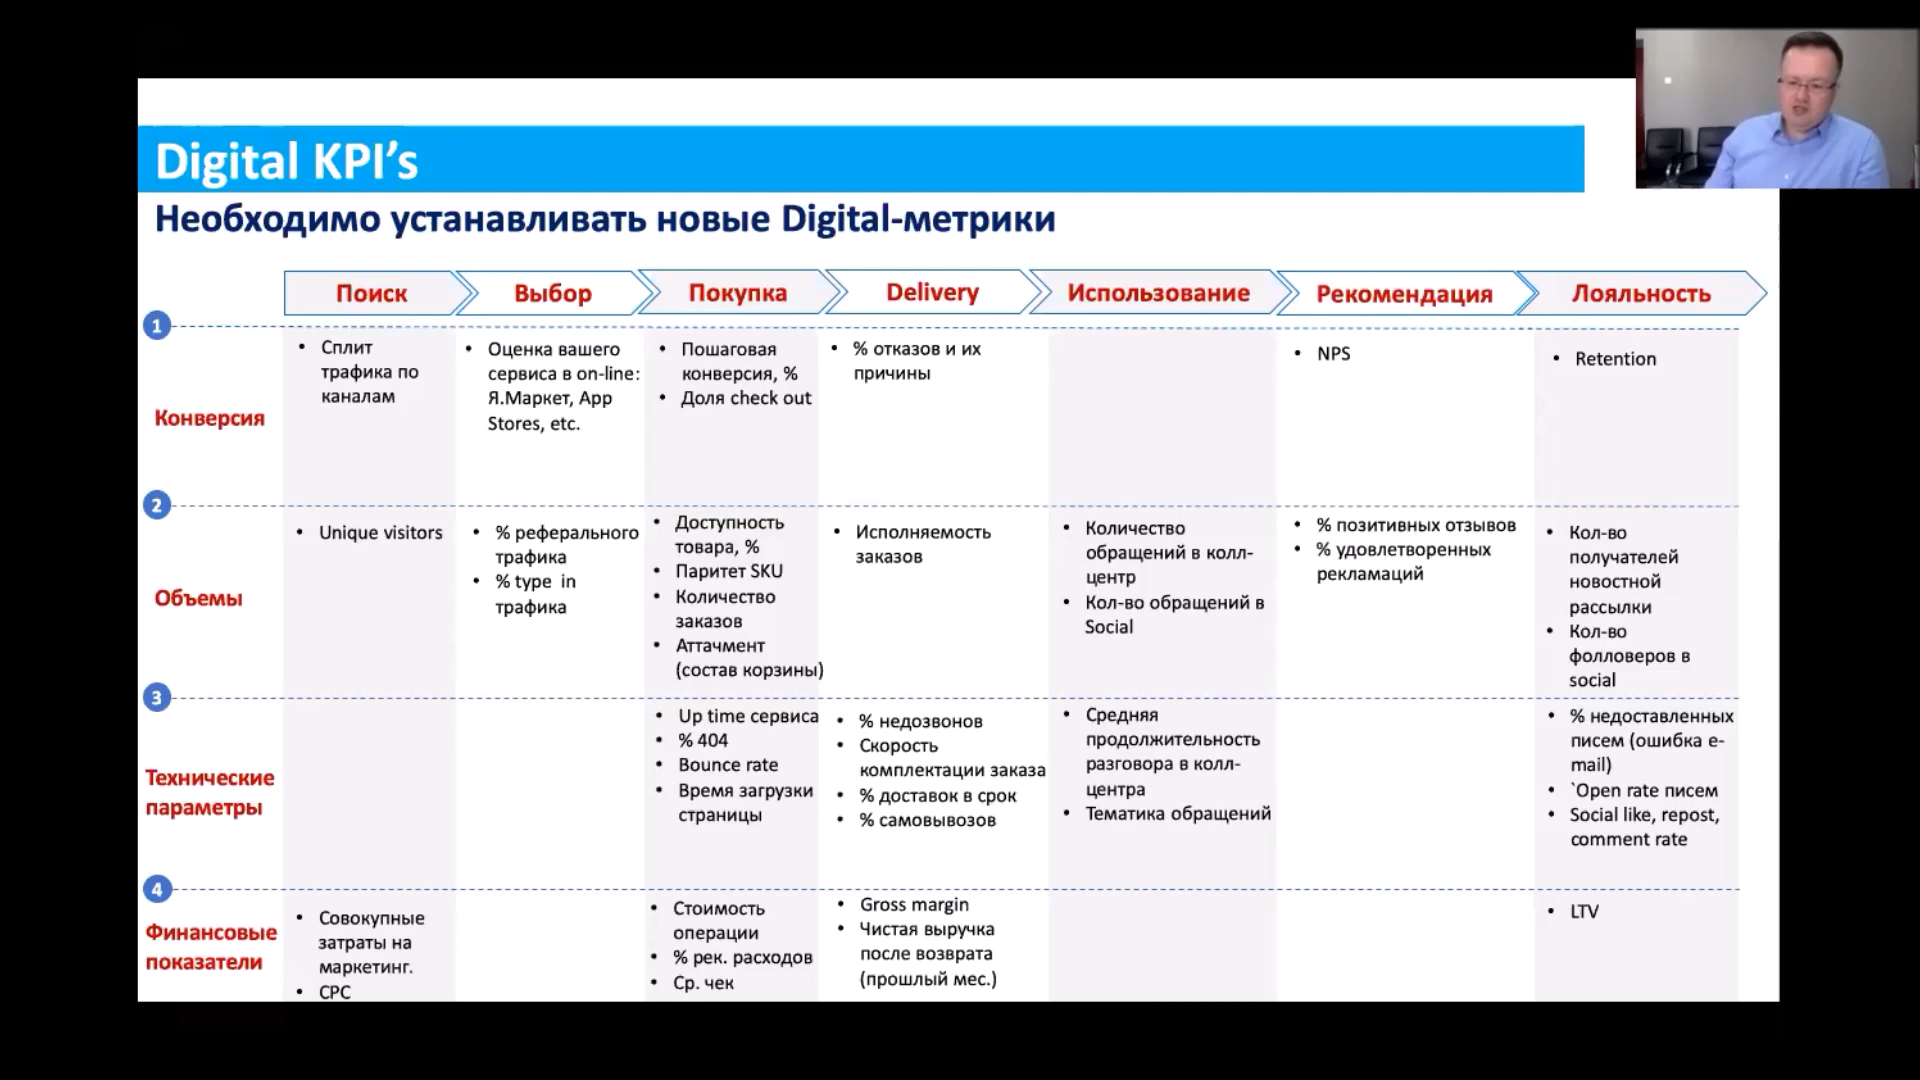 Digital KPI’s
Необходимо устанавливать новые Digital-метрики
Поиск
Выбор
Покупка
Delivery
Использование
Рекомендация
Лояльность
1
Конверсия
• Сплит
трафика по
каналам
• Оценка вашего
сервиса в on-line:
Я.Маркет, App
Stores, etc.
• Пошаговая
конверсия, %
• Доля check out
• % отказов и их
причины
• NPS
• Retention
2
Объемы
• Unique visitors
• % реферального
трафика
• % type in
трафика
• Доступность
товара, %
• Паритет SKU
• Количество
заказов
• Аттачмент
(состав корзины)
• Исполняемость
заказов
• Количество
обращений в колл-
центр
• Кол-во обращений в
Social
• % позитивных отзывов
• % удовлетворенных
рекламаций
• Кол-во
получателей
новостной
рассылки
• Кол-во
фолловеров в
social
3
Технические
параметры
• Up time сервиса
• % 404
• Bounce rate
• Время загрузки
страницы
• % недозвонов
• Скорость
комплектации заказа
• % доставок в срок
• % самовывозов
• Средняя
продолжительность
разговора в колл-
центра
• Тематика обращений
• % недоставленных
писем (ошибка e-
mail)
• `Open rate писем
• Social like, repost,
comment rate
4
Финансовые
показатели
• Совокупные
затраты на
маркетинг.
• CPC
• Стоимость
операции
• % рек. расходов
• Ср. чек
• Gross margin
• Чистая выручка
после возврата
(прошлый мес.)
• LTV